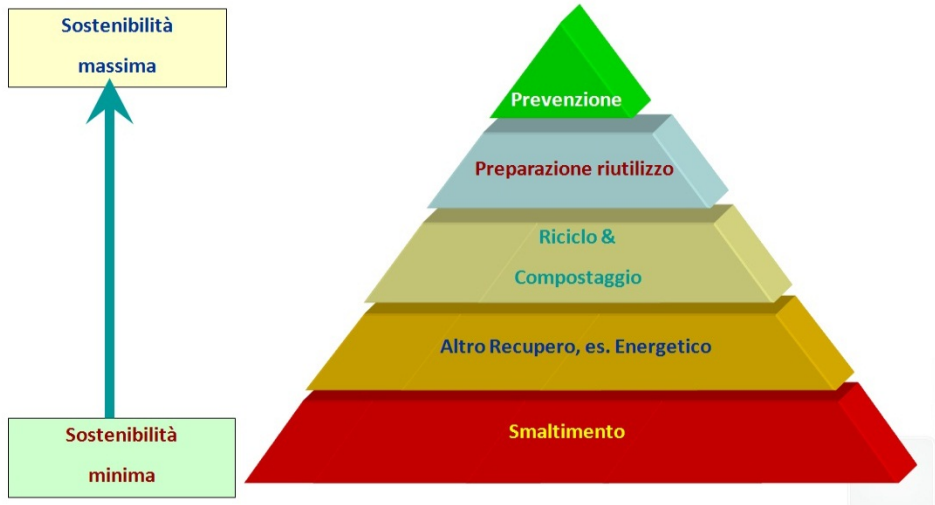 Sostenibilità
massima
Prevenzione
Preparazione riutilizzo
Riciclo &
Compostaggio
Altro Recupero, es. Energetico
Smaltimento
Sostenibilità
minima